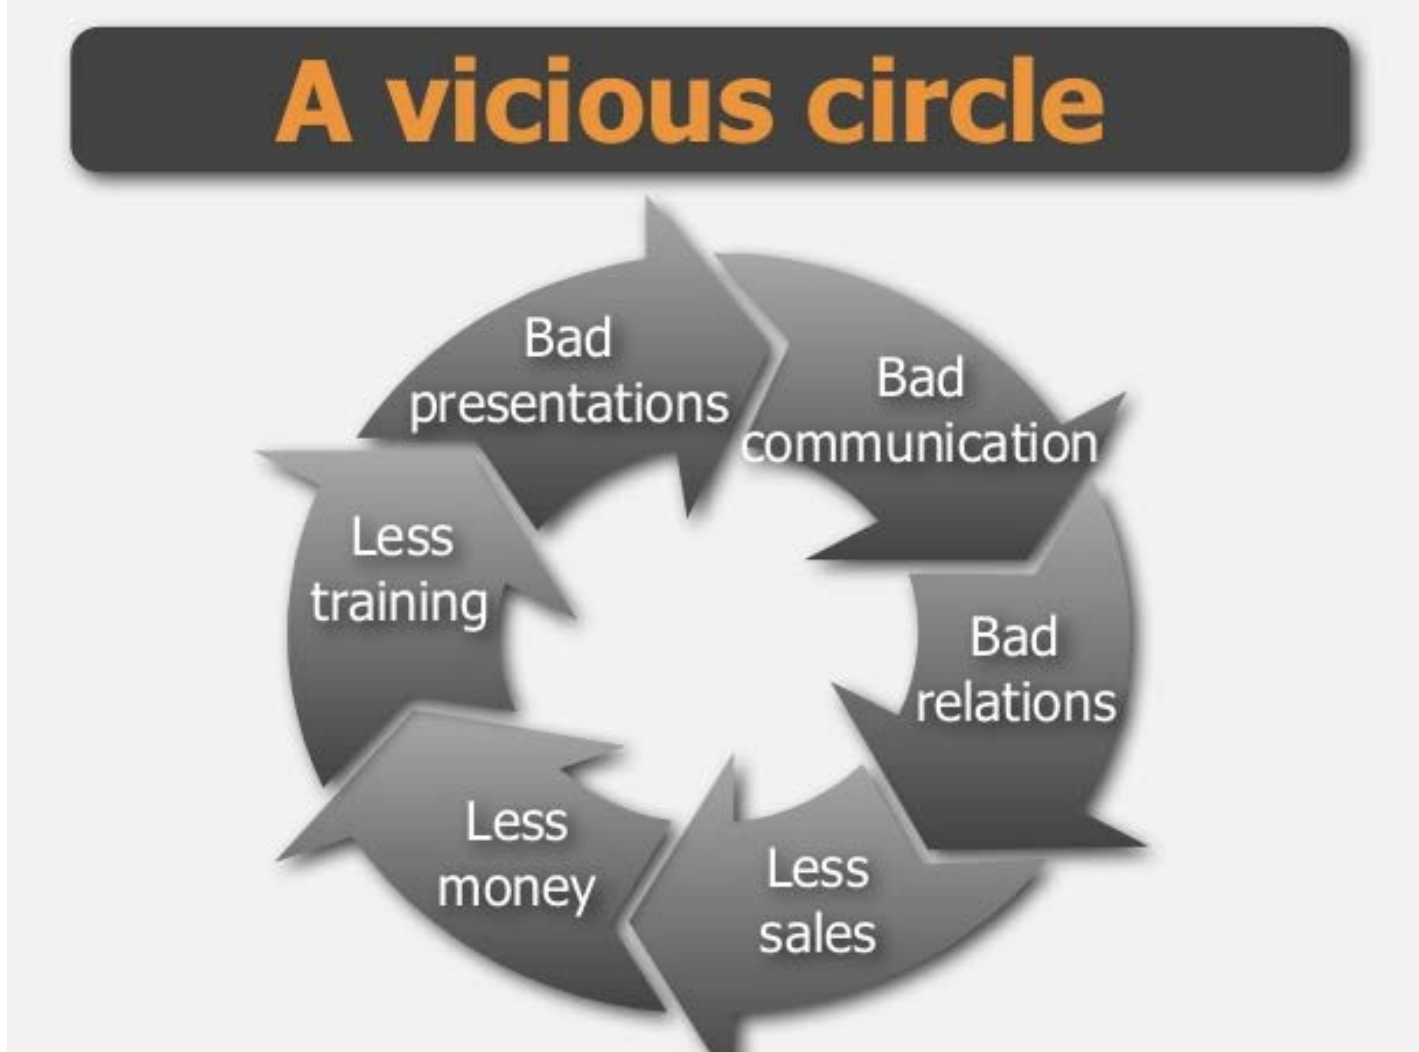 A vicious circle
Bad
presentations
Bad
communication
Bad
relations
Less
sales
Less
money
Less
training